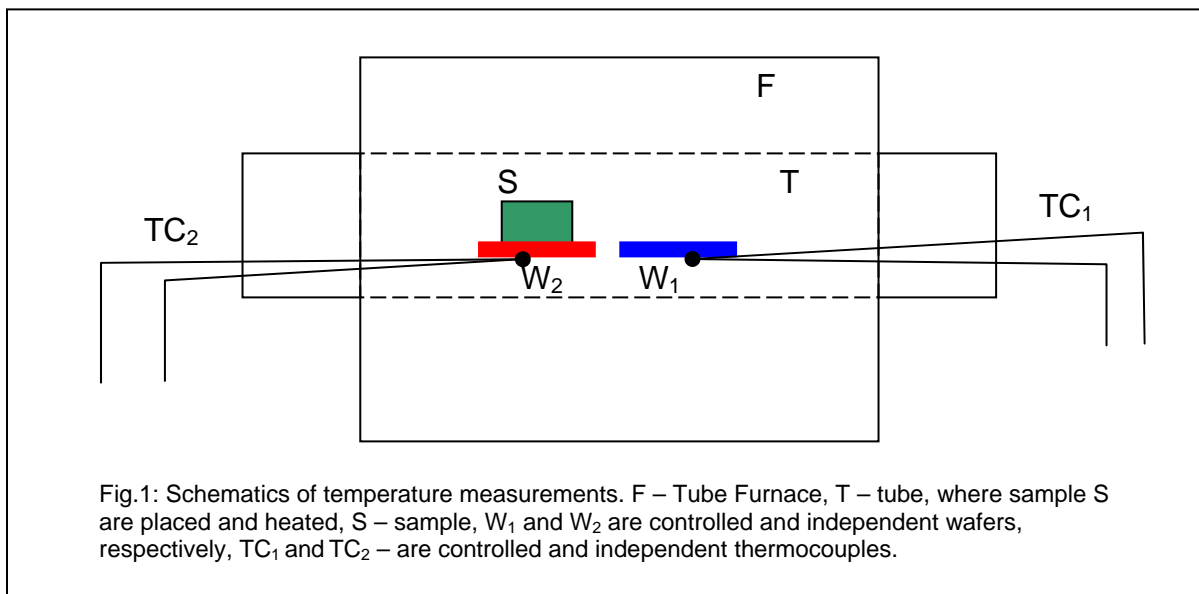 F
S
T
TC₂
TC₁
W₂
W₁
Fig.1: Schematics of temperature measurements. F – Tube Furnace, T – tube, where sample S
are placed and heated, S – sample, W₁ and W₂ are controlled and independent wafers,
respectively, TC₁ and TC₂ – are controlled and independent thermocouples.